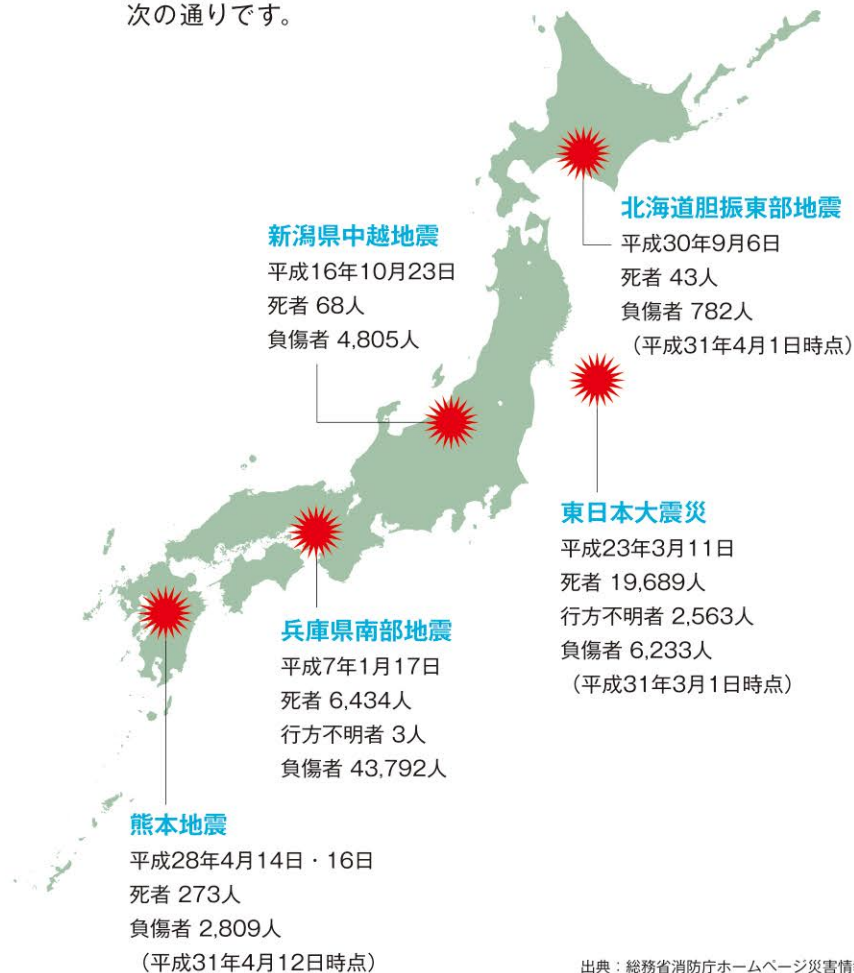 次の通りです。
北海道胆振東部地震
平成30年9月6日
死者 43人
負傷者 782人
（平成31年4月1日時点）
新潟県中越地震
平成16年10月23日
死者 68人
負傷者 4,805人
東日本大震災
平成23年3月11日
死者 19,689人
行方不明者 2,563人
負傷者 6,233人
（平成31年3月1日時点）
兵庫県南部地震
平成7年1月17日
死者 6,434人
行方不明者 3人
負傷者 43,792人
熊本地震
平成28年4月14日・16日
死者 273人
負傷者 2,809人
（平成31年4月12日時点）
出典：総務省消防庁ホームページ災害情